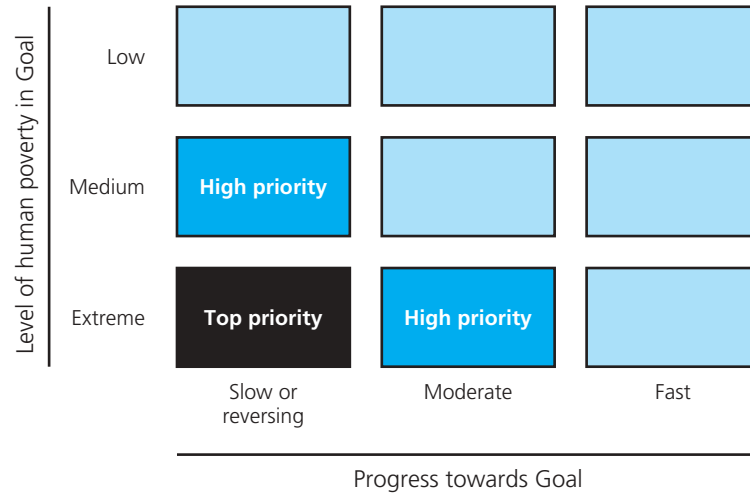 Level of human poverty in Goal
Low
Medium
High priority
Extreme
Top priority
High priority
Slow or
reversing
Moderate
Fast
Progress towards Goal